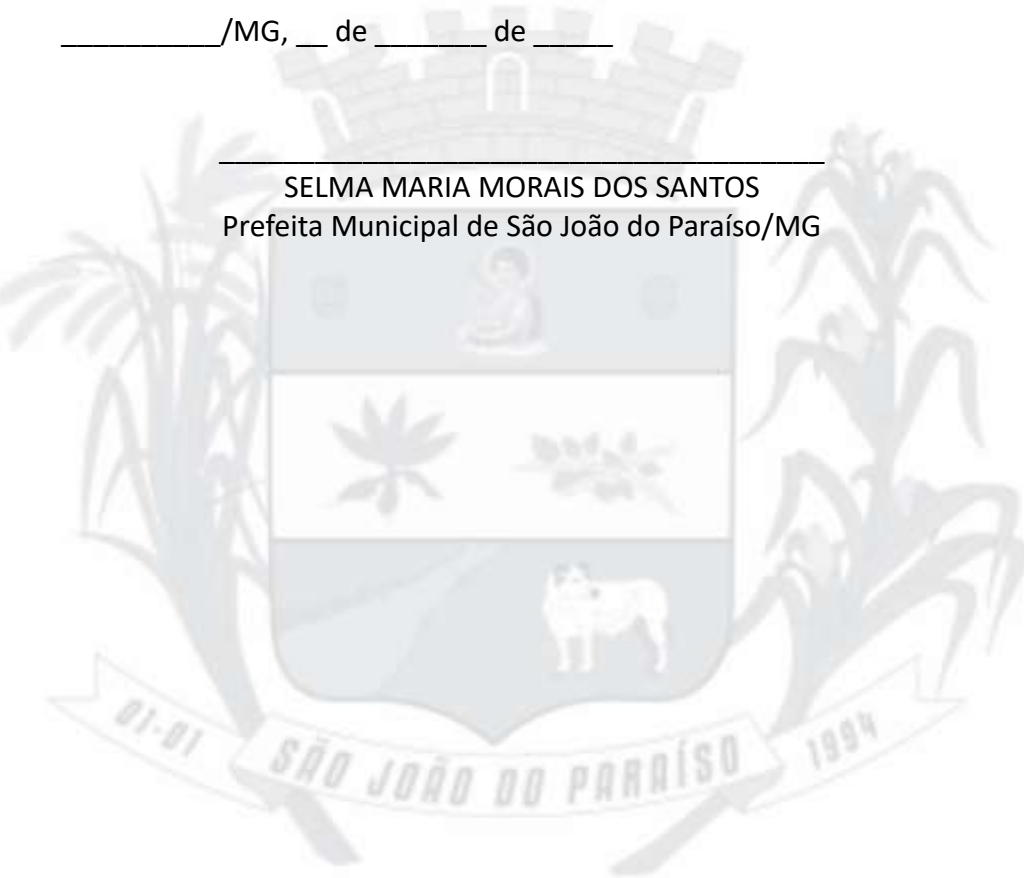 __________/MG, __ de _______ de _____
______________________________________
SELMA MARIA MORAIS DOS SANTOS
Prefeita Municipal de São João do Paraíso/MG
01-01 SÃO JOÃO DO PARAÍSO 1994